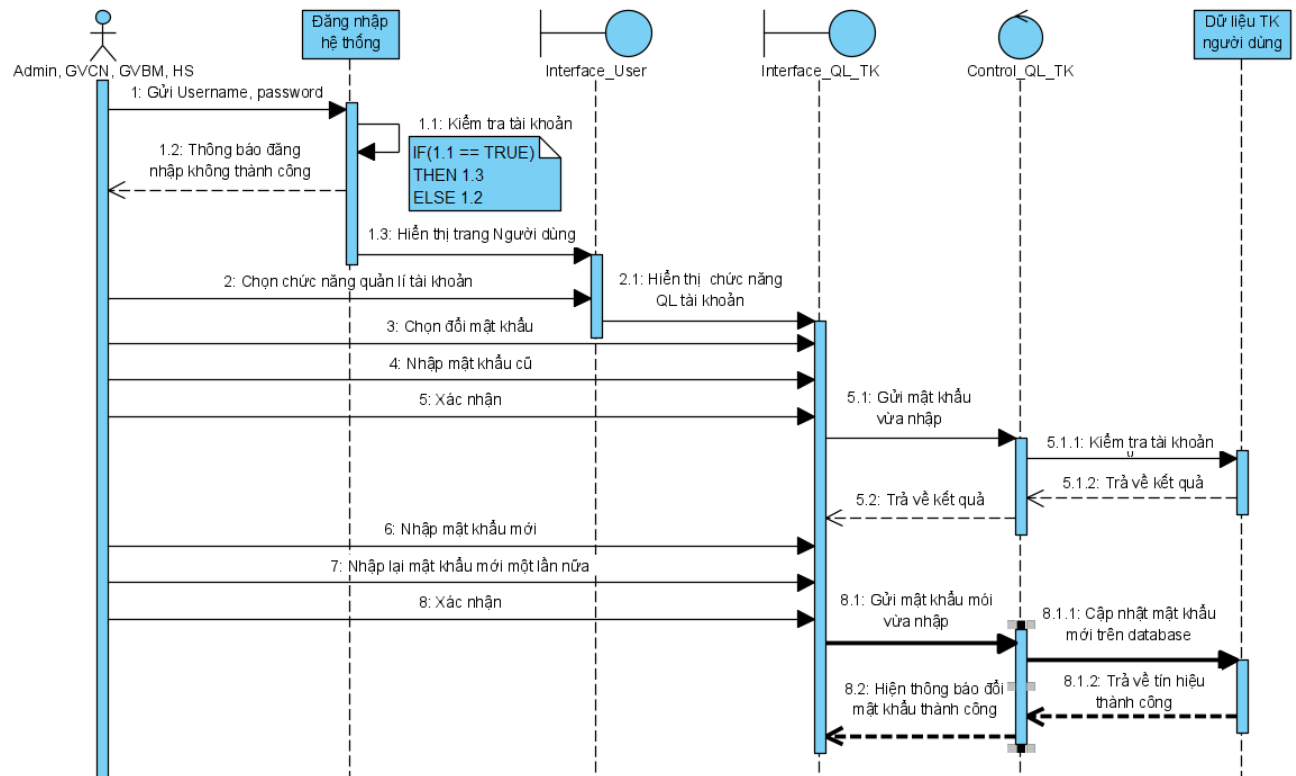 Đăng nhập
hệ thống
Dữ liệu TK
người dùng
Admin, GVCN, GVBM, HS
Interface_User
Interface_QL_TK
Control_QL_TK
1: Gửi Username, password
1.1: Kiểm tra tài khoản
IF(1.1 == TRUE)
THEN 1.3
ELSE 1.2
1.2: Thông báo đăng
nhập không thành công
1.3: Hiển thị trang Người dùng
2: Chọn chức năng quản lí tài khoản
2.1: Hiển thị chức năng
QL tài khoản
3: Chọn đổi mật khẩu
4: Nhập mật khẩu cũ
5: Xác nhận
5.1: Gửi mật khẩu
vừa nhập
5.1.1: Kiểm tra tài khoản
5.1.2: Trả về kết quả
5.2: Trả về kết quả
6: Nhập mật khẩu mới
7: Nhập lại mật khẩu mới một lần nữa
8: Xác nhận
8.1: Gửi mật khẩu mói
vừa nhập
8.1.1: Cập nhật mật khẩu
mới trên database
8.1.2: Trả về tín hiệu
thành công
8.2: Hiện thông báo đổi
mật khẩu thành công